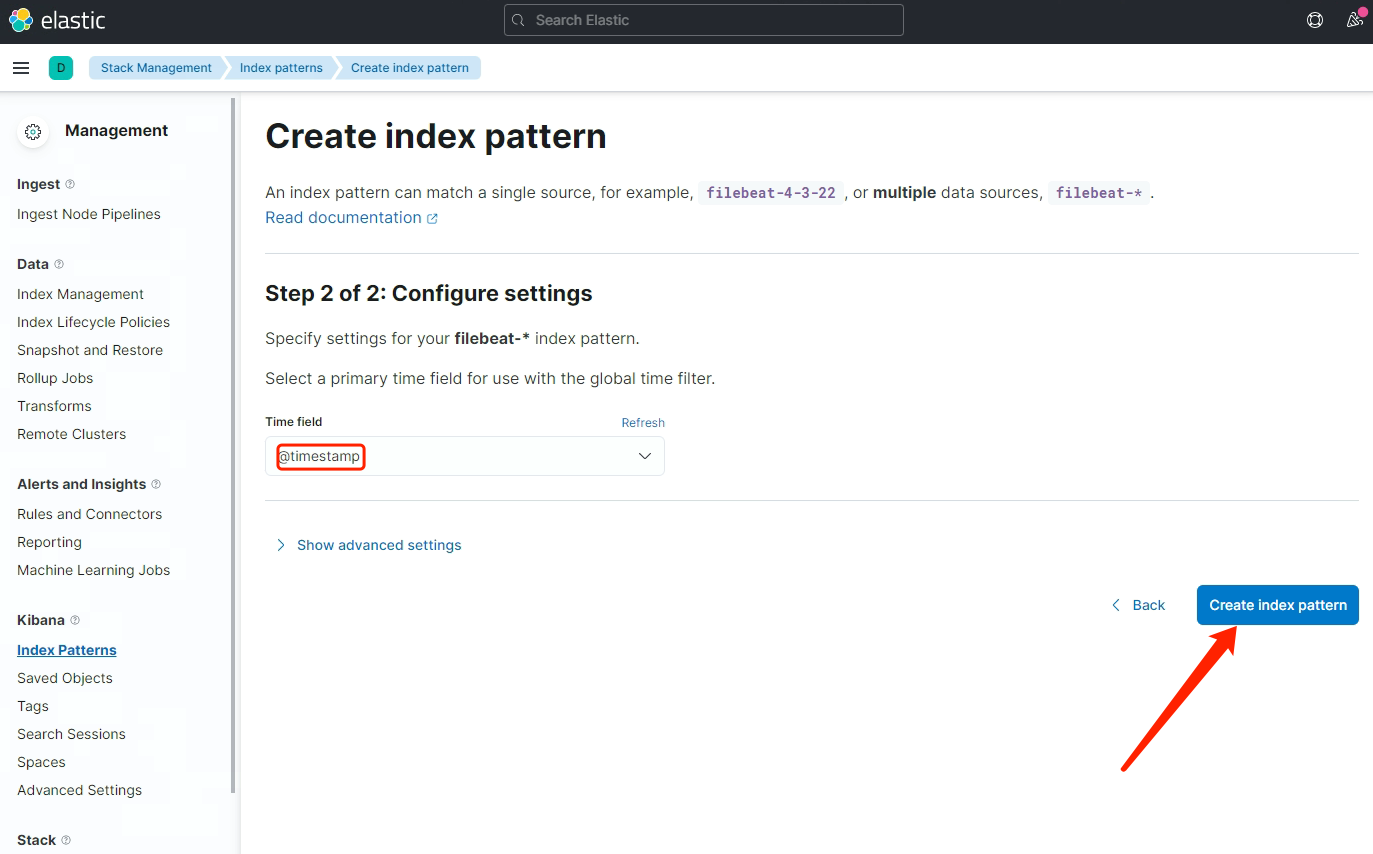 elastic
Search Elastic
D
Stack Management
Index patterns
Create index pattern
Management
Ingest
Ingest Node Pipelines
Data
Index Management
Index Lifecycle Policies
Snapshot and Restore
Rollup Jobs
Transforms
Remote Clusters
Alerts and Insights
Rules and Connectors
Reporting
Machine Learning Jobs
Kibana
Index Patterns
Saved Objects
Tags
Search Sessions
Spaces
Advanced Settings
Stack
Create index pattern
An index pattern can match a single source, for example, filebeat-4-3-22 , or multiple data sources, filebeat-* .
Read documentation
Step 2 of 2: Configure settings
Specify settings for your filebeat-* index pattern.
Select a primary time field for use with the global time filter.
Time field
Refresh
@timestamp
Show advanced settings
Back
Create index pattern